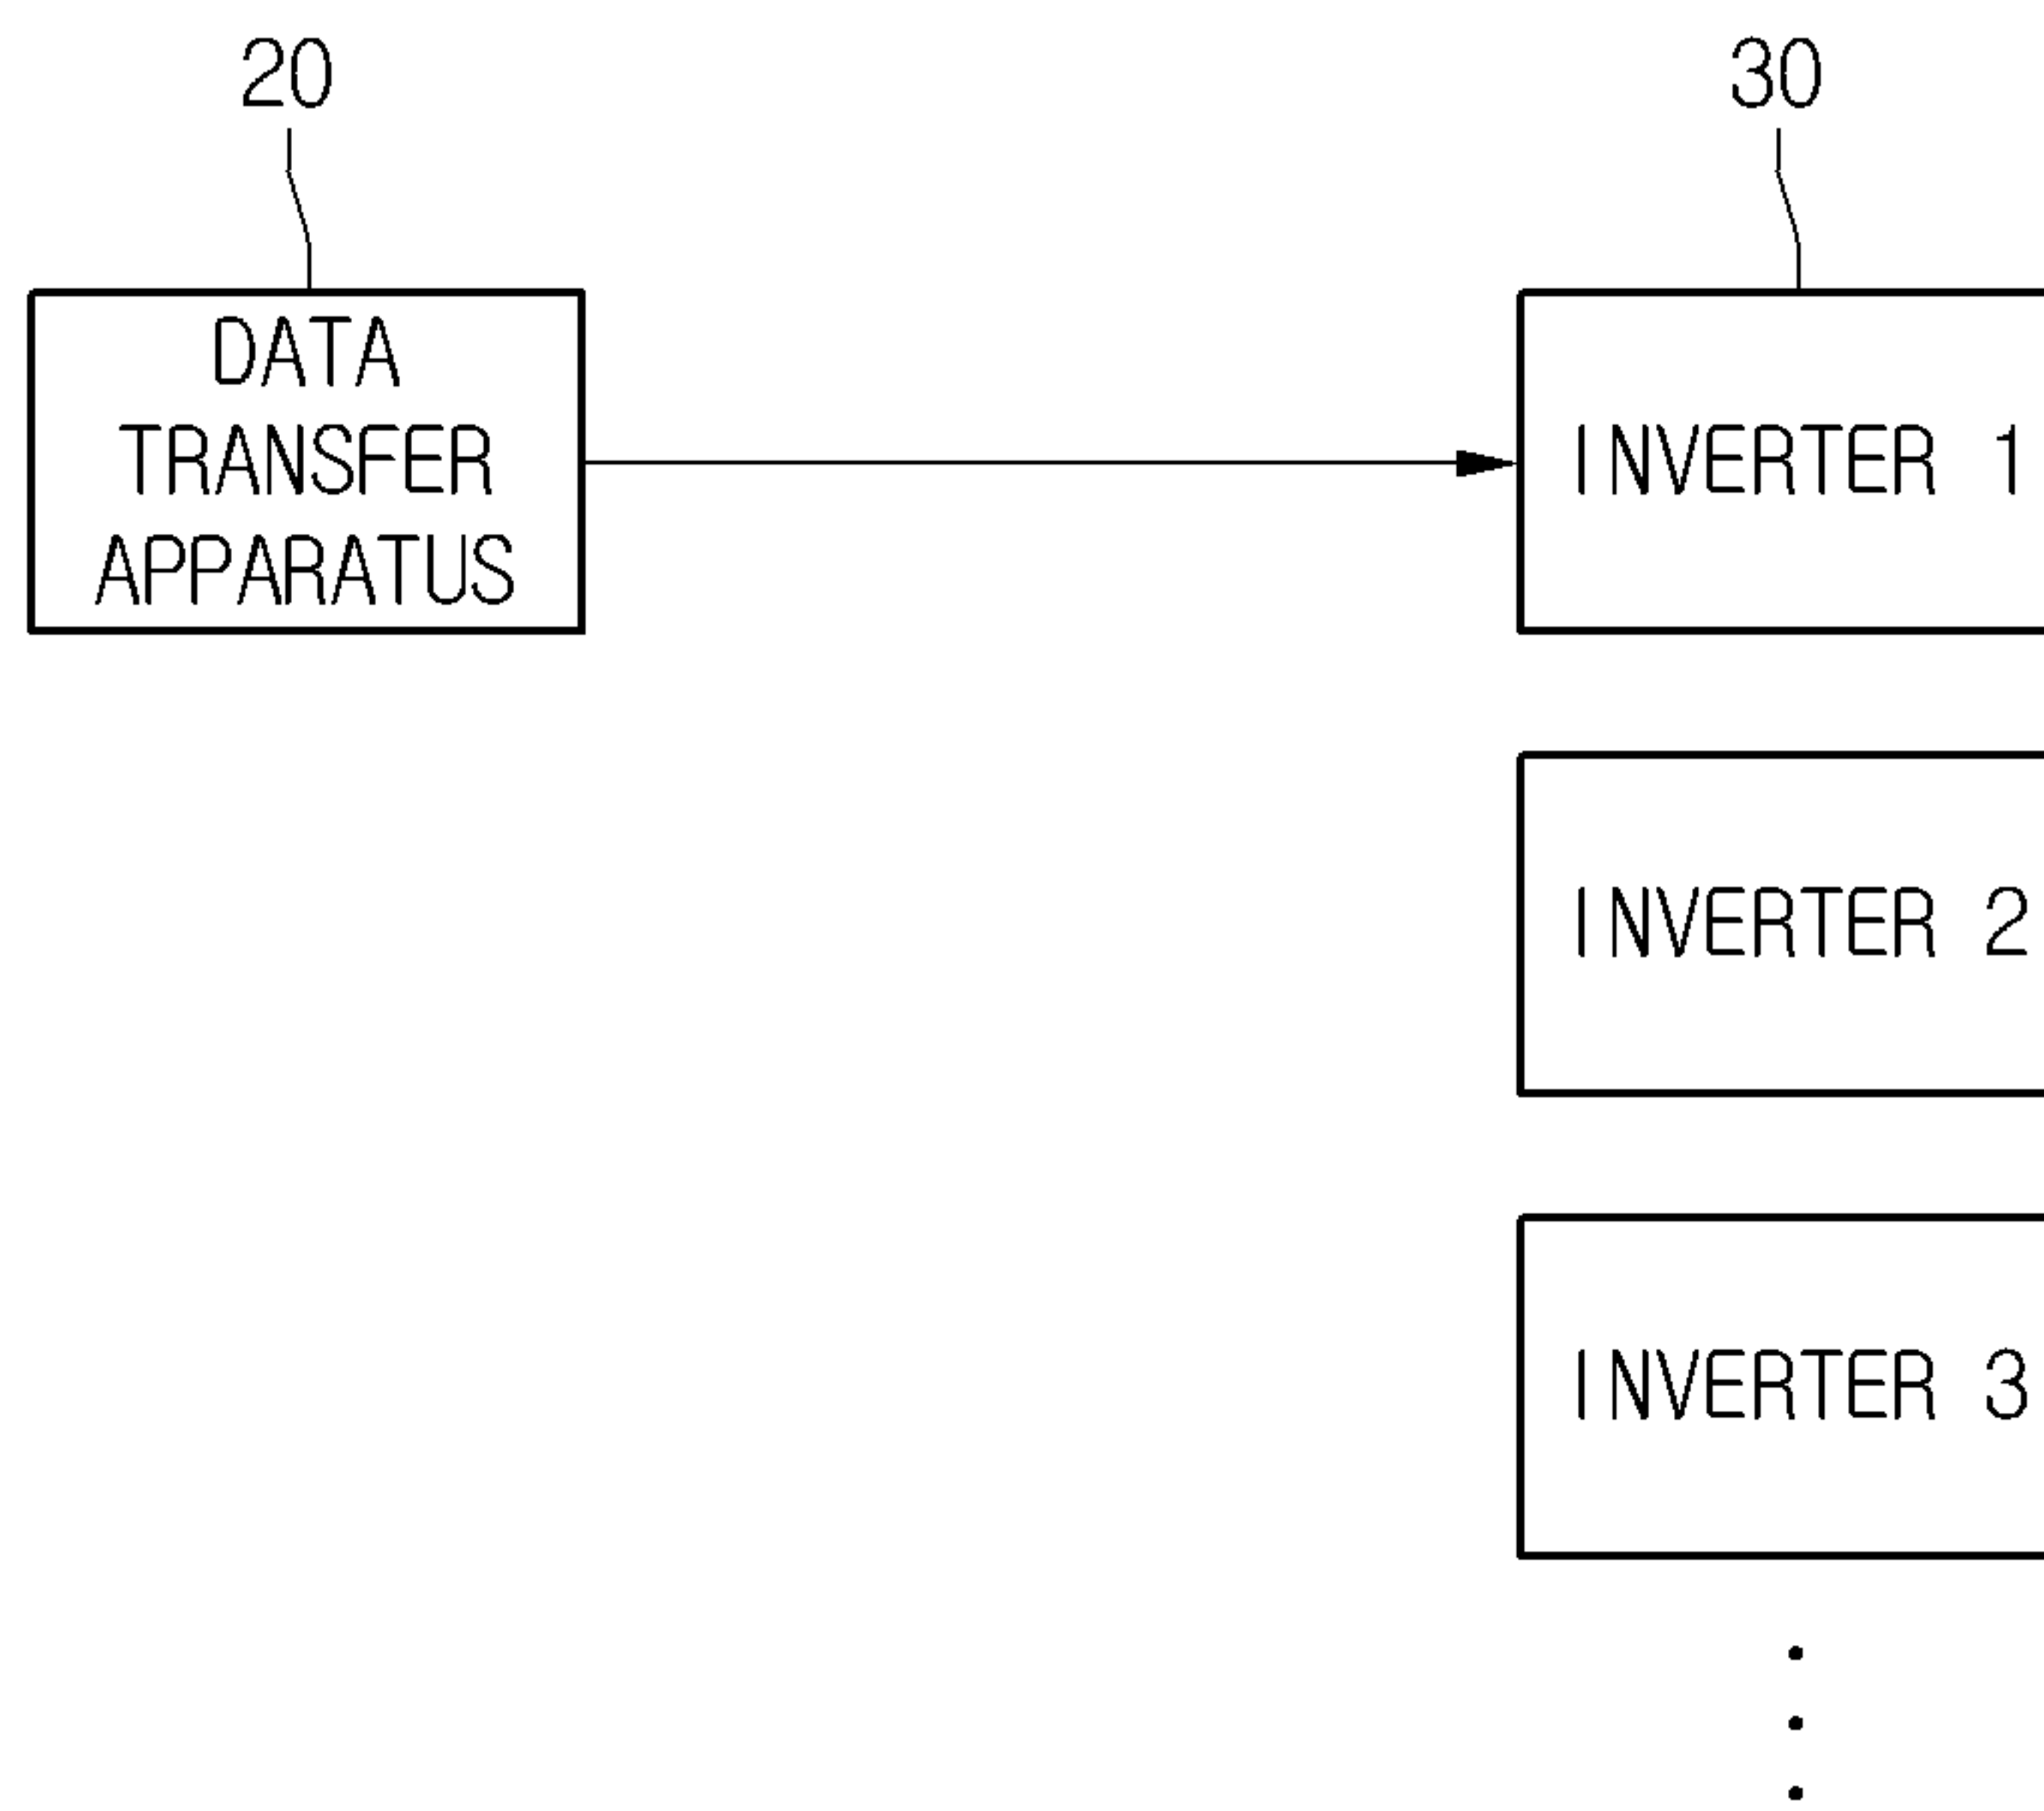 20
30
DATA
TRANSFER
APPARATUS
INVERTER 1
INVERTER 2
INVERTER 3